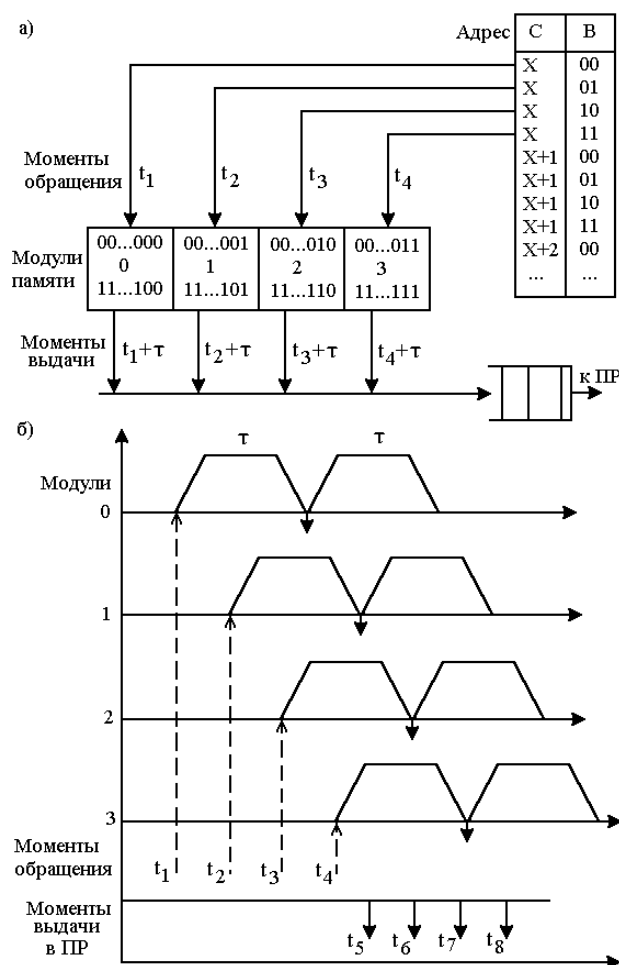 а)
Адрес C B
X 00
X 01
X 10
X 11
X+1 00
X+1 01
X+1 10
X+1 11
X+2 00
... ...
Моменты
обращения
t1 t2 t3 t4
Модули
памяти
00...000 00...001 00...010 00...011
0 1 2 3
11...100 11...101 11...110 11...111
Моменты
выдачи
t1+τ t2+τ t3+τ t4+τ
к ПР
б)
τ τ
Модули
0
1
2
3
Моменты
обращения
t1 t2 t3 t4
Моменты
выдачи
в ПР
t5 t6 t7 t8